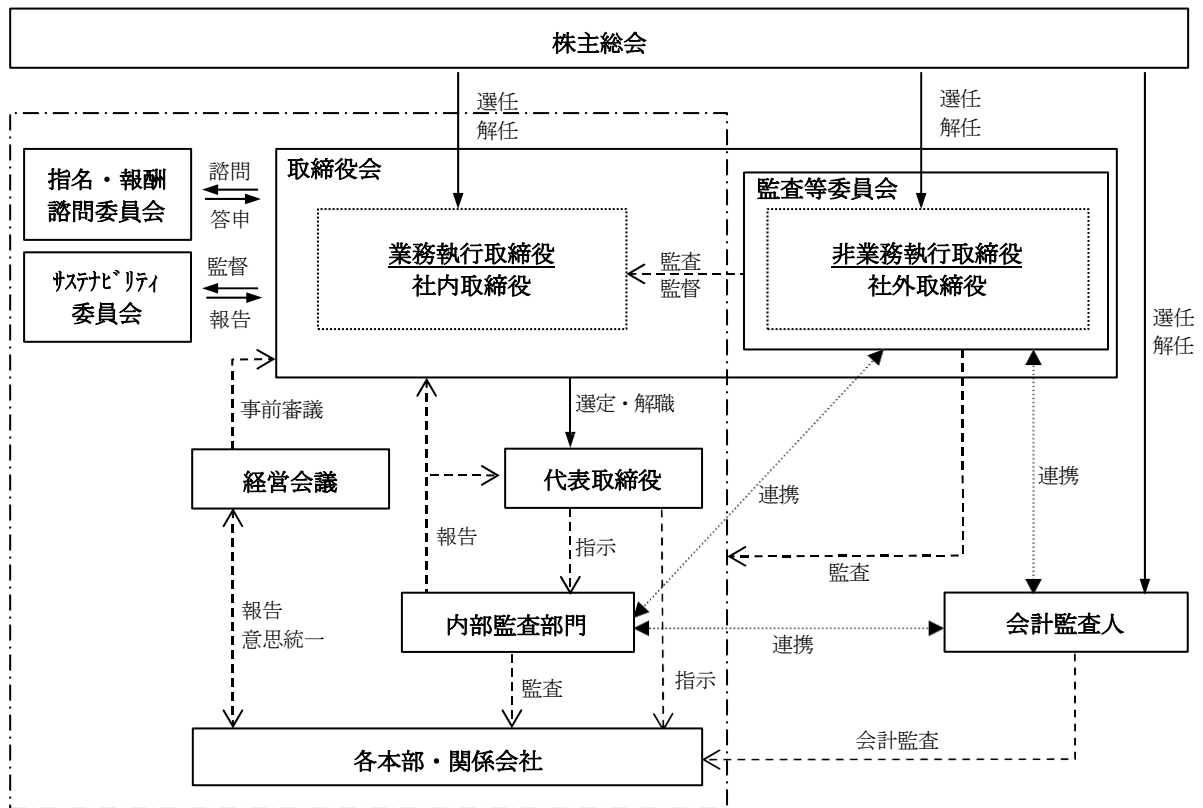 株主総会
選任
解任
選任
解任
選任
解任
指名・報酬
諮問委員会
諮問
答申
ｻｽﾃﾅﾋﾞﾘﾃｨ
委員会
監督
報告
取締役会
業務執行取締役
社内取締役
監査
監督
監査等委員会
非業務執行取締役
社外取締役
事前審議
選定・解職
経営会議
代表取締役
連携
連携
報告
指示
監査
報告
意思統一
内部監査部門
連携
会計監査人
監査
指示
会計監査
各本部・関係会社